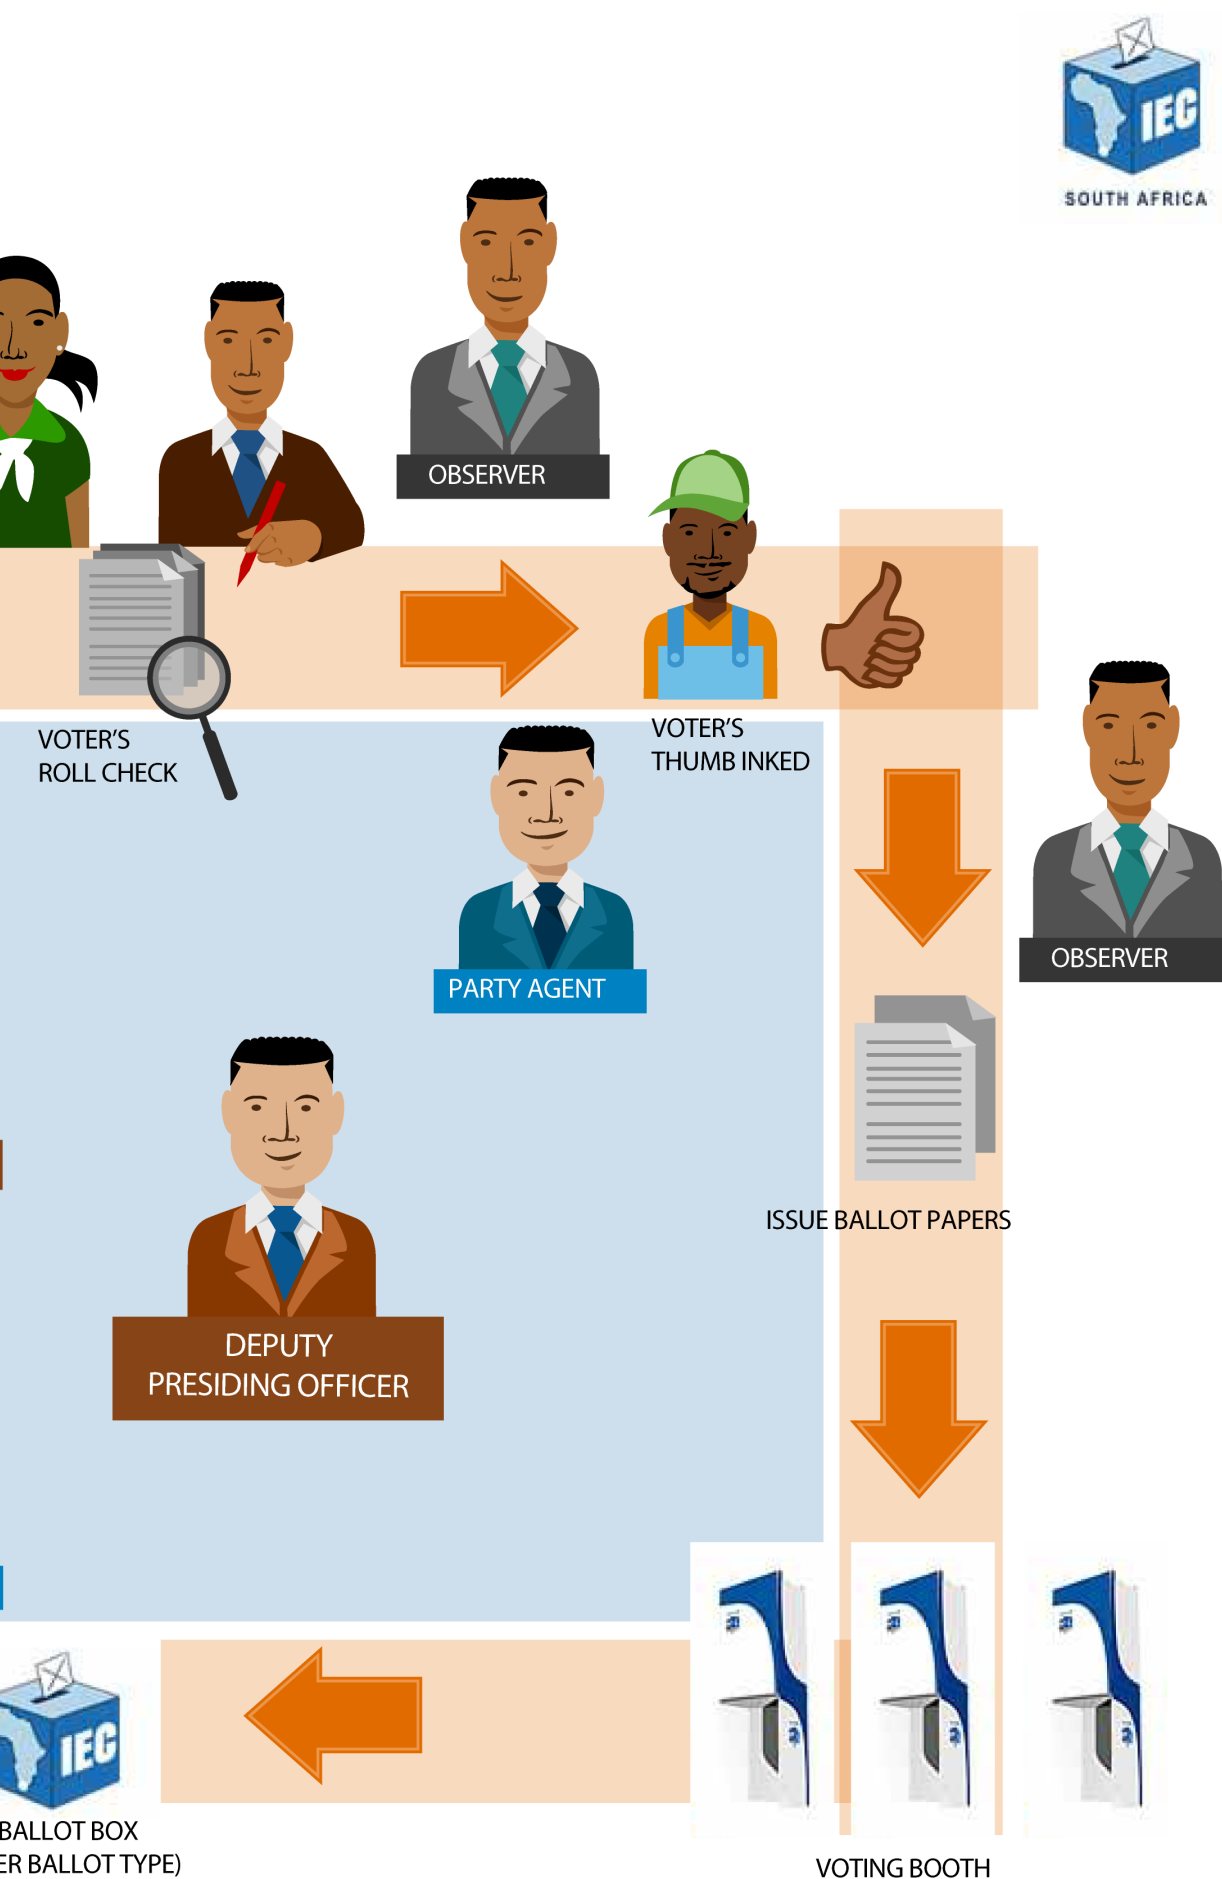 IEC
SOUTH AFRICA
OBSERVER
VOTER'S
ROLL CHECK
VOTER'S
THUMB INKED
PARTY AGENT
OBSERVER
ISSUE BALLOT PAPERS
DEPUTY
PRESIDING OFFICER
IEC
BALLOT BOX
ER BALLOT TYPE)
VOTING BOOTH